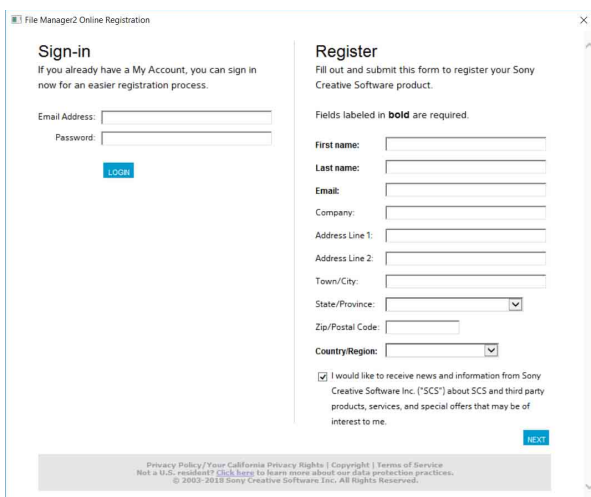 File Manager2 Online Registration
Sign-in
If you already have a My Account, you can sign in
now for an easier registration process.
Email Address:
Password:
LOGIN
Register
Fill out and submit this form to register your Sony
Creative Software product.
Fields labeled in bold are required.
First name:
Last name:
Email:
Company:
Address Line 1:
Address Line 2:
Town/City:
State/Province:
Zip/Postal Code:
Country/Region:
I would like to receive news and information from Sony
Creative Software Inc. ("SCS") about SCS and third party
products, services, and special offers that may be of
interest to me.
NEXT
Privacy Policy/Your California Privacy Rights | Copyright | Terms of Service
Not a U.S. resident? Click here to learn more about our data protection practices.
© 2003-2018 Sony Creative Software Inc. All Rights Reserved.